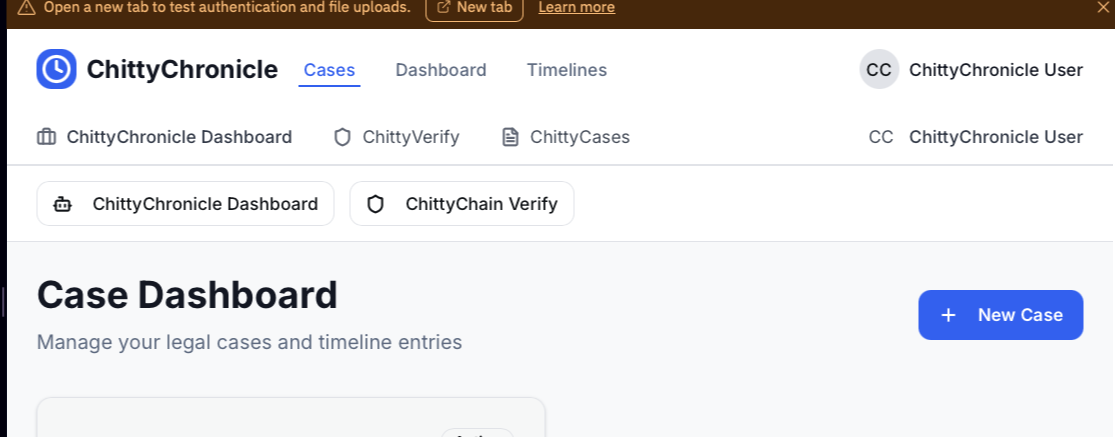 Open a new tab to test authentication and file uploads. New tab Learn more
ChittyChronicle Cases Dashboard Timelines CC ChittyChronicle User
ChittyChronicle Dashboard ChittyVerify ChittyCases CC ChittyChronicle User
ChittyChronicle Dashboard ChittyChain Verify
Case Dashboard
New Case
Manage your legal cases and timeline entries